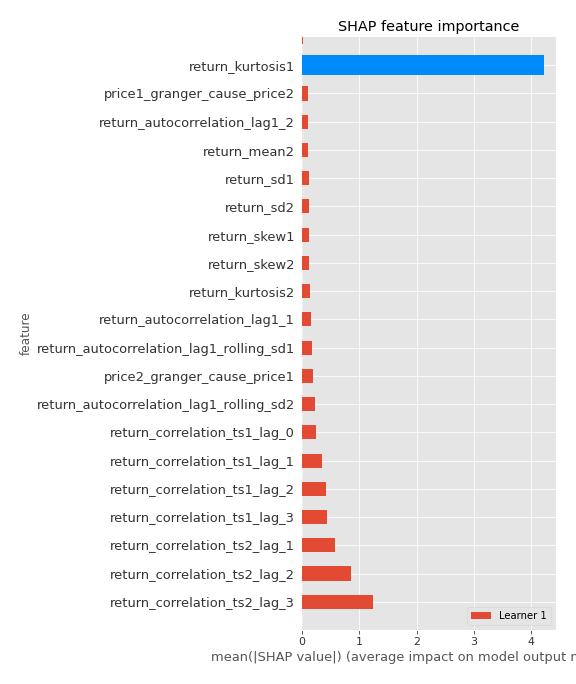 SHAP feature importance
return_kurtosis1
price1_granger_cause_price2
return_autocorrelation_lag1_2
return_mean2
return_sd1
return_sd2
return_skew1
return_skew2
return_kurtosis2
return_autocorrelation_lag1_1
return_autocorrelation_lag1_rolling_sd1
price2_granger_cause_price1
return_autocorrelation_lag1_rolling_sd2
return_correlation_ts1_lag_0
return_correlation_ts1_lag_1
return_correlation_ts1_lag_2
return_correlation_ts1_lag_3
return_correlation_ts2_lag_1
return_correlation_ts2_lag_2
return_correlation_ts2_lag_3
feature
Learner 1
0 1 2 3 4
mean(|SHAP value|) (average impact on model output